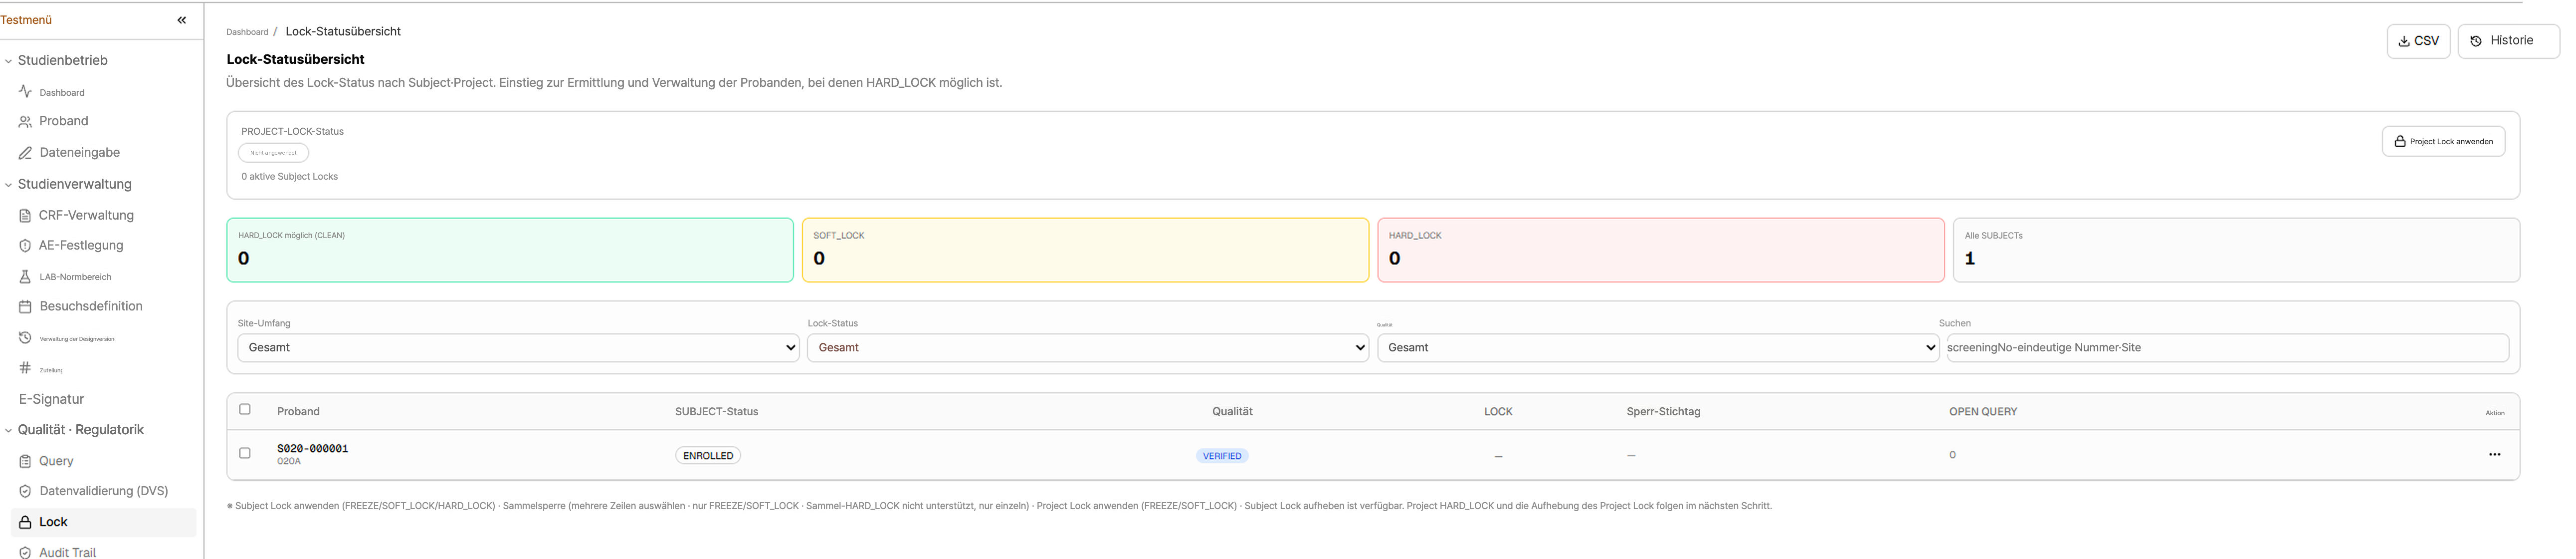 Testmenü
Studienbetrieb
Dashboard
Proband
Dateneingabe
Studienverwaltung
CRF-Verwaltung
AE-Festlegung
LAB-Normbereich
Besuchsdefinition
Verwaltung der Designversion
Zuteilung
E-Signatur
Qualität · Regulatorik
Query
Datenvalidierung (DVS)
Lock
Audit Trail
Dashboard / Lock-Statusübersicht
CSV
Historie
Lock-Statusübersicht
Übersicht des Lock-Status nach Subject·Project. Einstieg zur Ermittlung und Verwaltung der Probanden, bei denen HARD_LOCK möglich ist.
PROJECT-LOCK-Status
Nicht angewendet
0 aktive Subject Locks
Project Lock anwenden
HARD_LOCK möglich (CLEAN)
0
SOFT_LOCK
0
HARD_LOCK
0
Alle SUBJECTs
1
Site-Umfang
Gesamt
Lock-Status
Gesamt
Qualität
Gesamt
Suchen
screeningNo-eindeutige Nummer·Site
Proband SUBJECT-Status Qualität LOCK Sperr-Stichtag OPEN QUERY Aktion
S020-000001 ENROLLED VERIFIED — — 0
020A
※ Subject Lock anwenden (FREEZE/SOFT_LOCK/HARD_LOCK) · Sammelsperre (mehrere Zeilen auswählen · nur FREEZE/SOFT_LOCK · Sammel-HARD_LOCK nicht unterstützt, nur einzeln) · Project Lock anwenden (FREEZE/SOFT_LOCK) · Subject Lock aufheben ist verfügbar. Project HARD_LOCK und die Aufhebung des Project Lock folgen im nächsten Schritt.